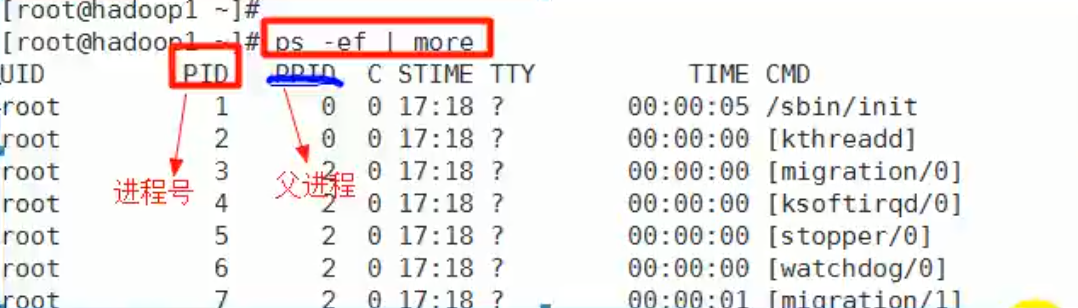 [root@hadoop1 ~]#
[root@hadoop1 ~]# ps -ef | more
UID PID PPID C STIME TTY TIME CMD
root 1 0 0 17:18 ? 00:00:05 /sbin/init
root 2 0 0 17:18 ? 00:00:00 [kthreadd]
root 3 2 0 17:18 ? 00:00:00 [migration/0]
进程号 父进程
root 4 2 0 17:18 ? 00:00:00 [ksoftirqd/0]
root 5 2 0 17:18 ? 00:00:00 [stopper/0]
root 6 2 0 17:18 ? 00:00:00 [watchdog/0]
root 7 2 0 17:18 ? 00:00:01 [migration/1]